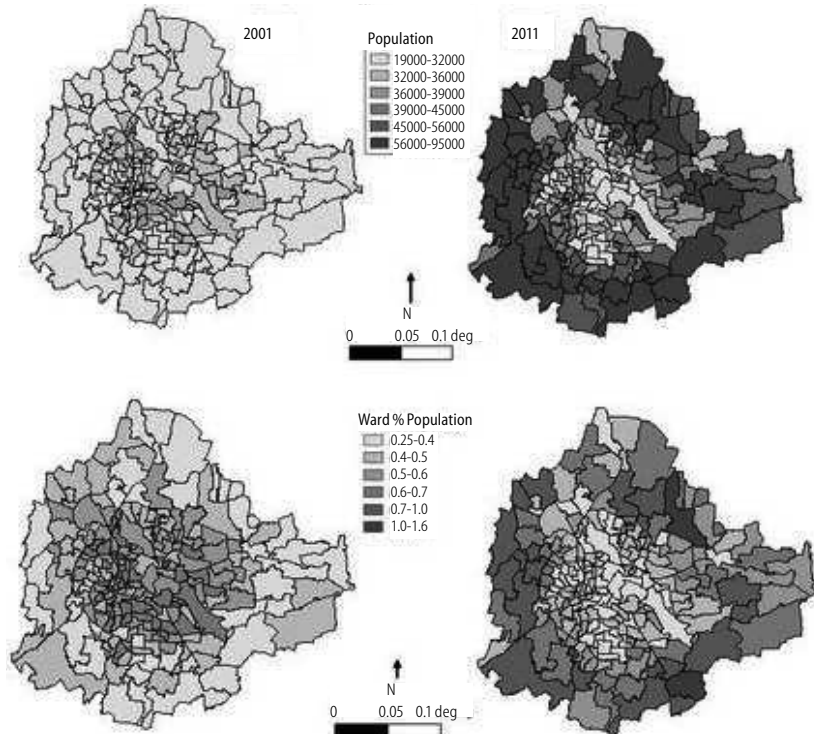 2001
Population
2011
19000-32000
32000-36000
36000-39000
39000-45000
45000-56000
56000-95000
N
0 0.05 0.1 deg
Ward % Population
0.25-0.4
0.4-0.5
0.5-0.6
0.6-0.7
0.7-1.0
1.0-1.6
N
0 0.05 0.1 deg